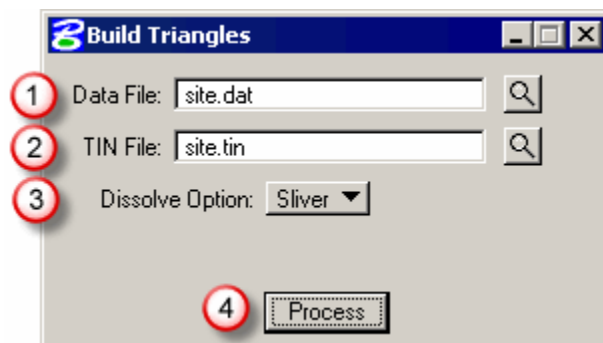 Build Triangles
1 Data File: site.dat
2 TIN File: site.tin
3 Dissolve Option: Sliver
4 Process